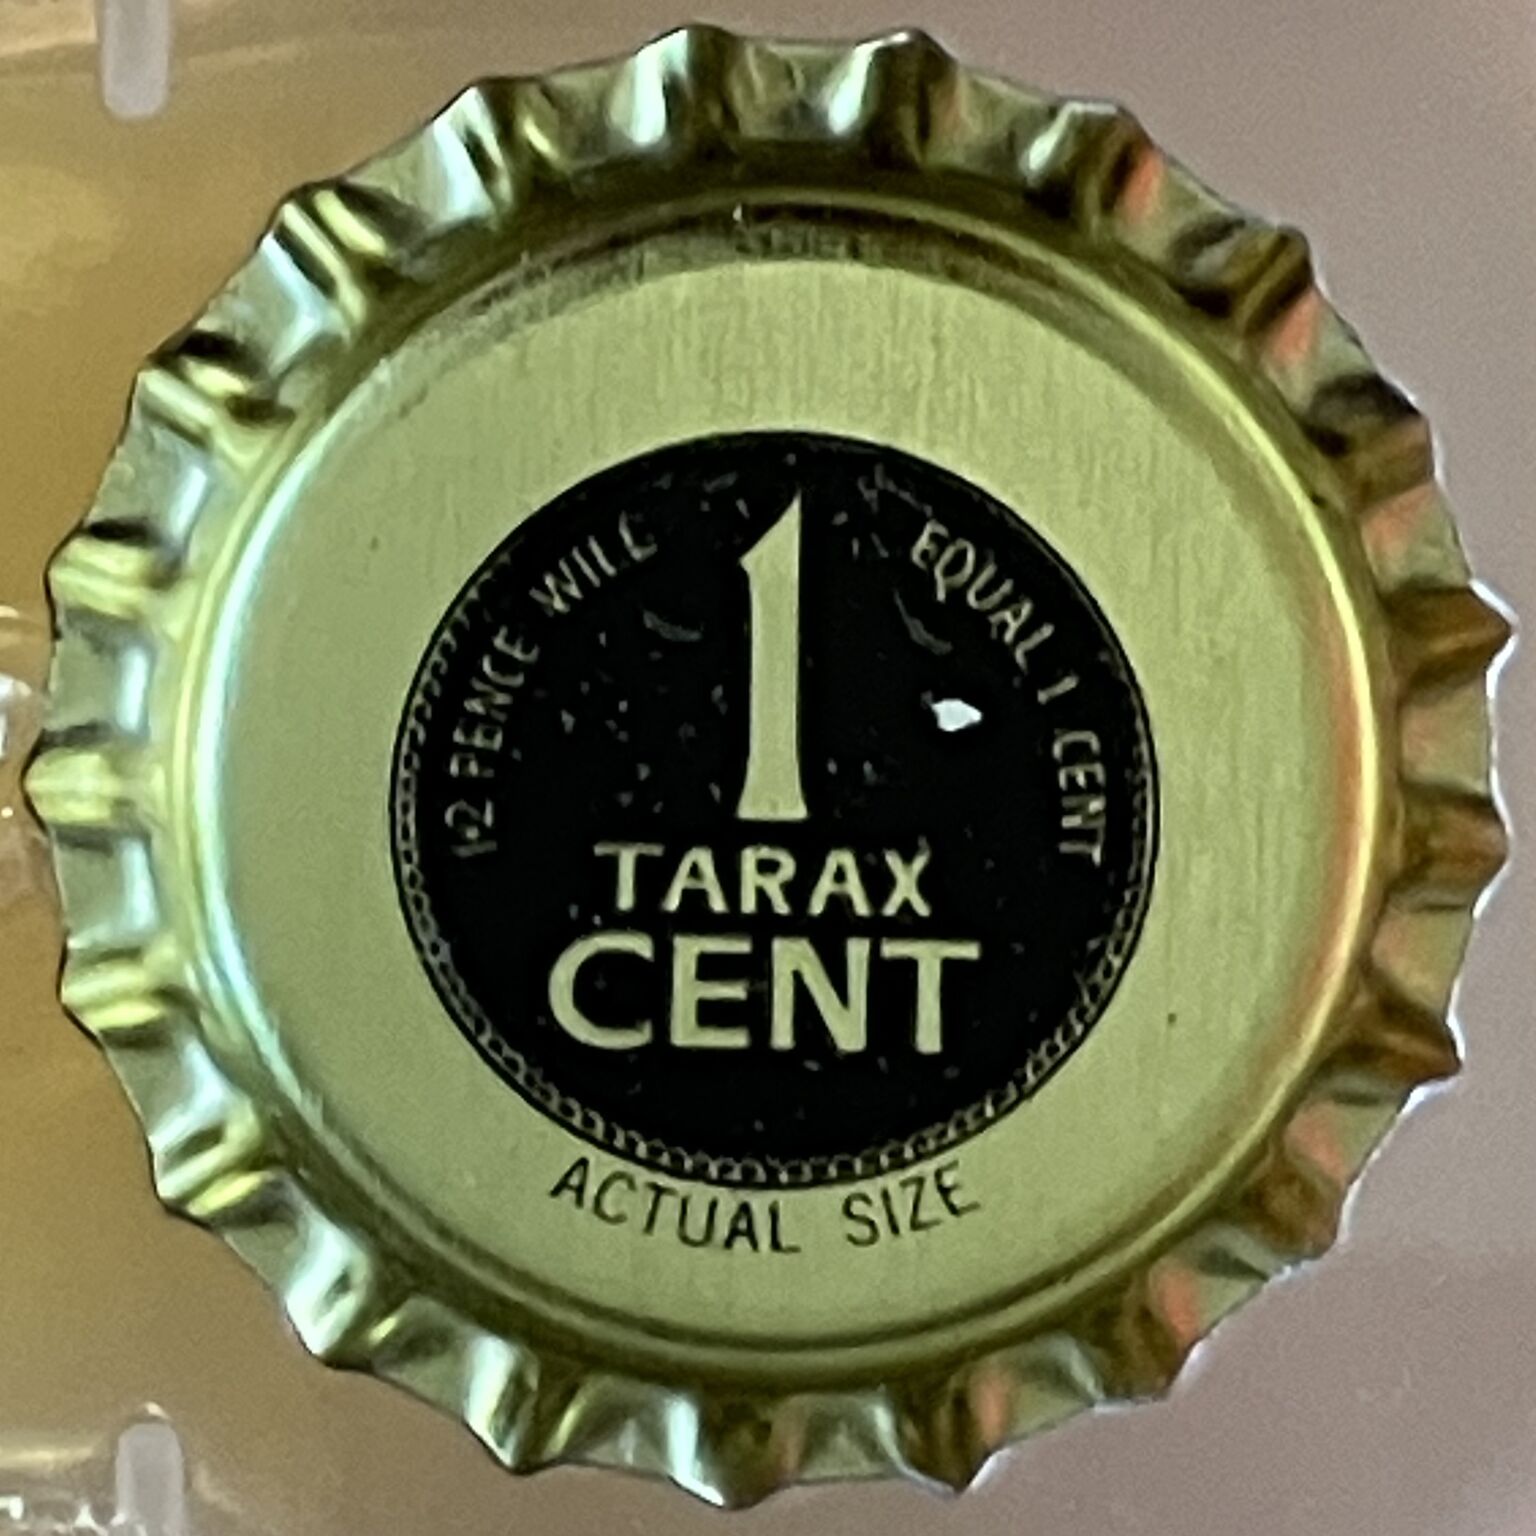 1·2 PENCE WILL EQUAL 1 CENT
1
TARAX
CENT
ACTUAL SIZE